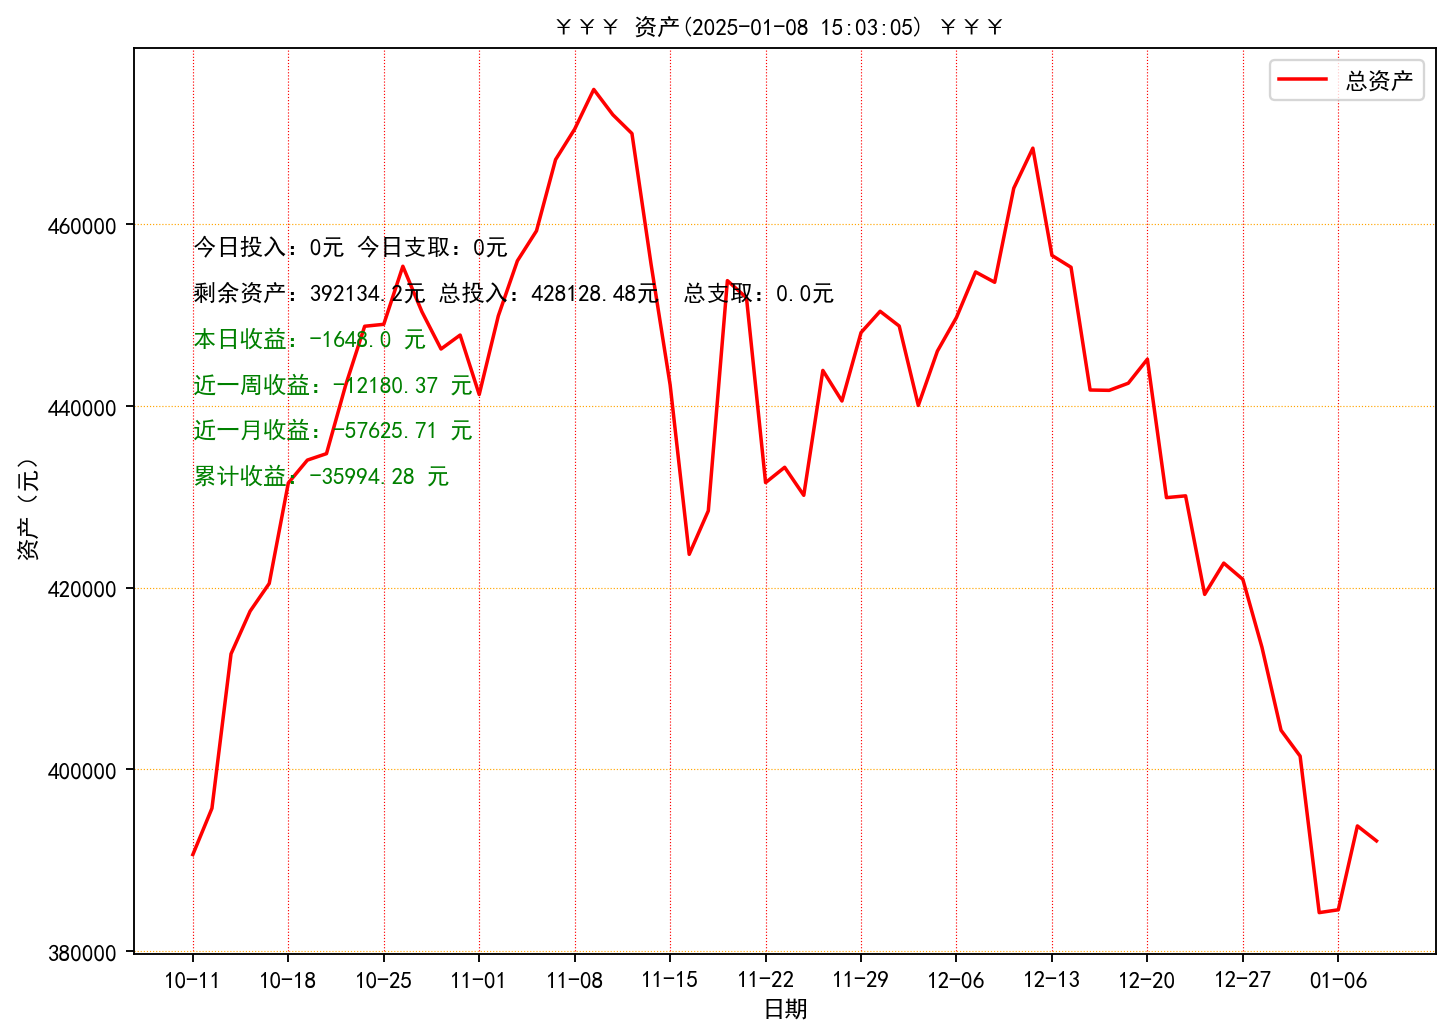 ￥￥￥ 资产(2025-01-08 15:03:05) ￥￥￥
总资产
今日投入：0元 今日支取：0元
剩余资产：392134.2元 总投入：428128.48元  总支取：0.0元
本日收益：-1648.0 元
近一周收益：-12180.37 元
近一月收益：-57625.71 元
累计收益：-35994.28 元
资产（元）
460000
440000
420000
400000
380000
10-11 10-18 10-25 11-01 11-08 11-15 11-22 11-29 12-06 12-13 12-20 12-27 01-06
日期